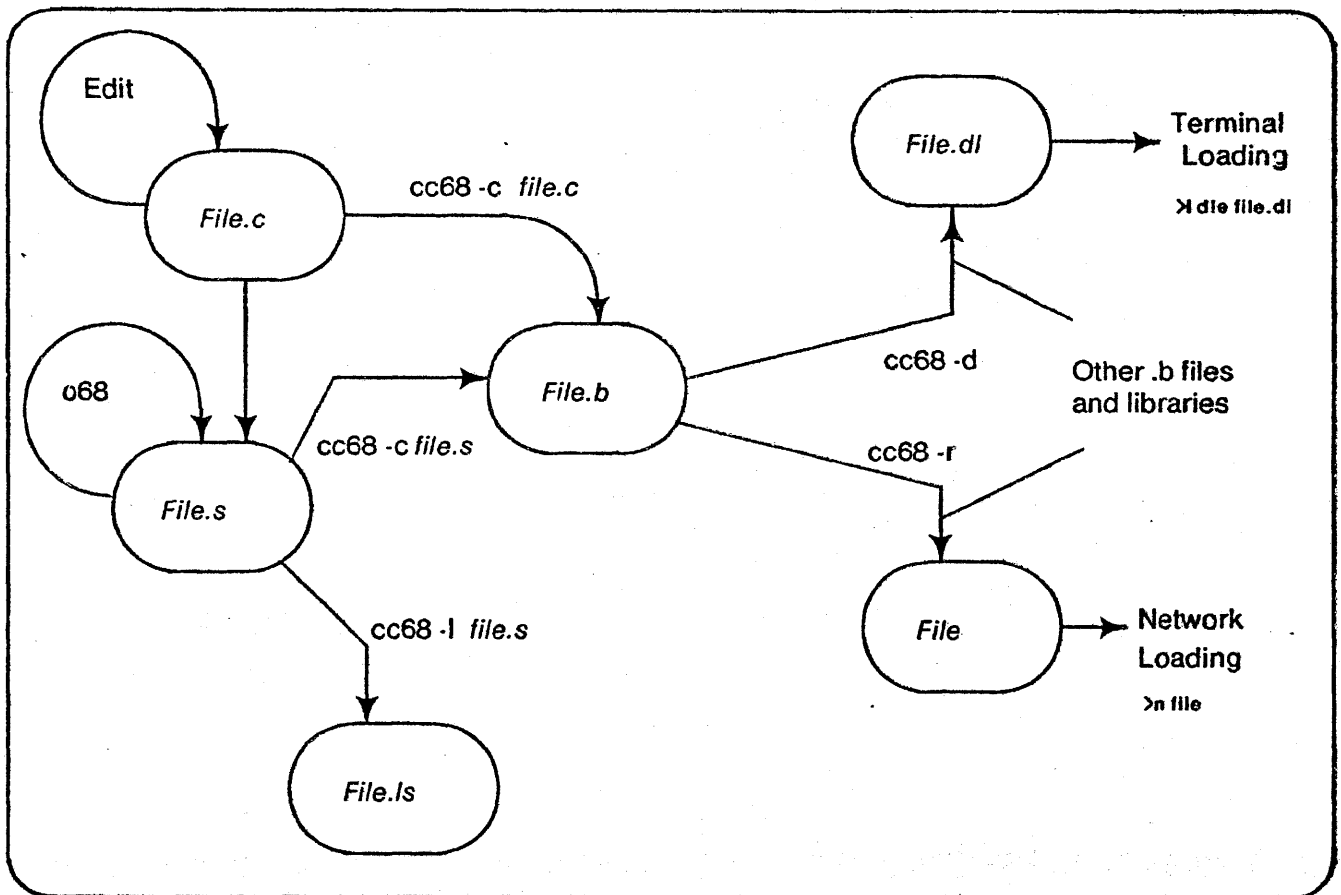 Edit
File.dl
Terminal
Loading
>l dle file.dl
cc68 -c file.c
File.c
o68
File.b
cc68 -d
Other .b files
and libraries
cc68 -c file.s
cc68 -r
File.s
File
Network
Loading
>n file
cc68 -l file.s
File.ls